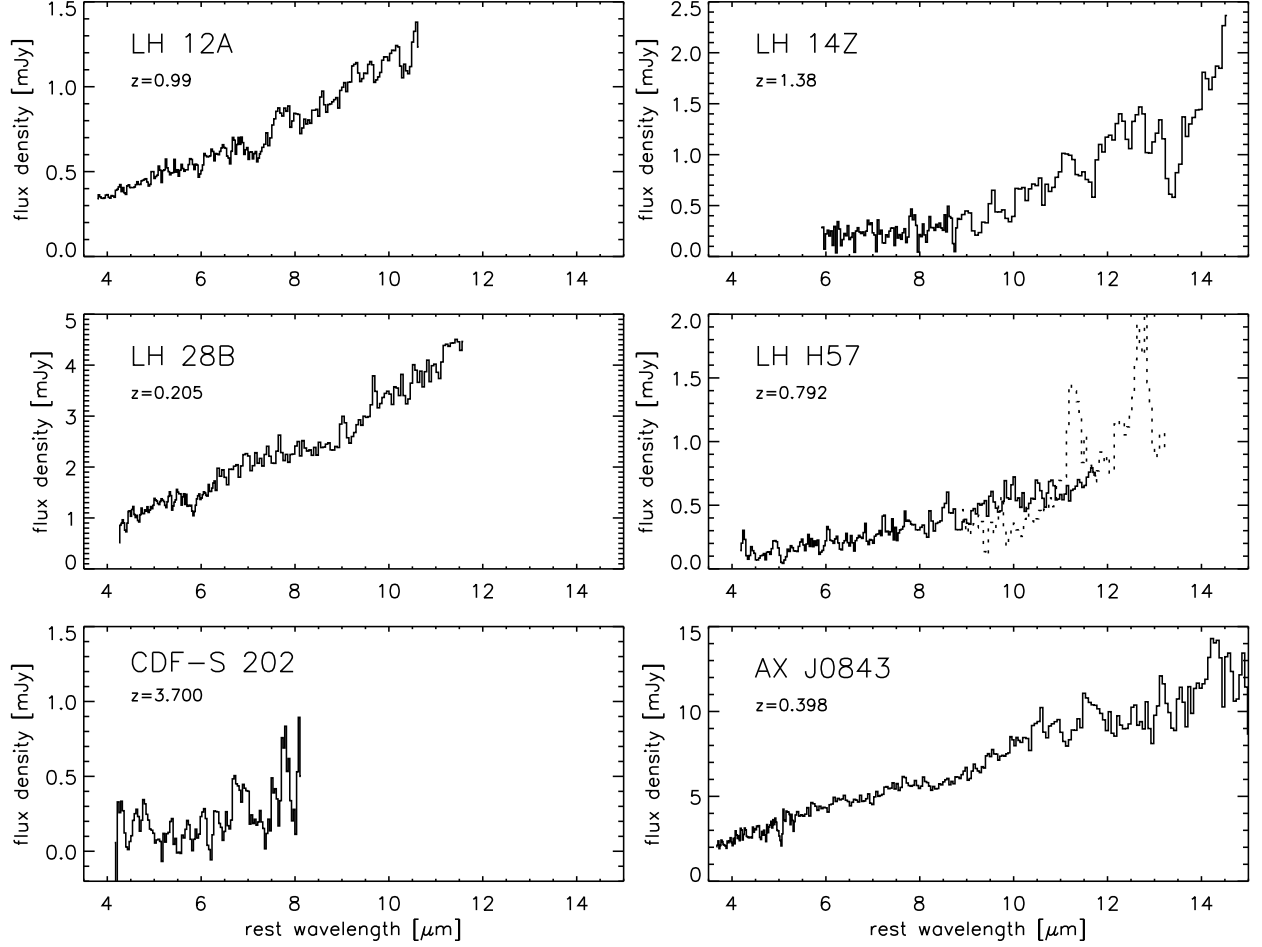 LH 12A
z=0.99
flux density [mJy]
1.5
1.0
0.5
0.0
4 6 8 10 12 14
LH 14Z
z=1.38
flux density [mJy]
2.5
2.0
1.5
1.0
0.5
0.0
4 6 8 10 12 14
LH 28B
z=0.205
flux density [mJy]
5
4
3
2
1
0
4 6 8 10 12 14
LH H57
z=0.792
flux density [mJy]
2.0
1.5
1.0
0.5
0.0
4 6 8 10 12 14
CDF-S 202
z=3.700
flux density [mJy]
1.5
1.0
0.5
0.0
4 6 8 10 12 14
rest wavelength [μm]
AX J0843
z=0.398
flux density [mJy]
15
10
5
0
4 6 8 10 12 14
rest wavelength [μm]